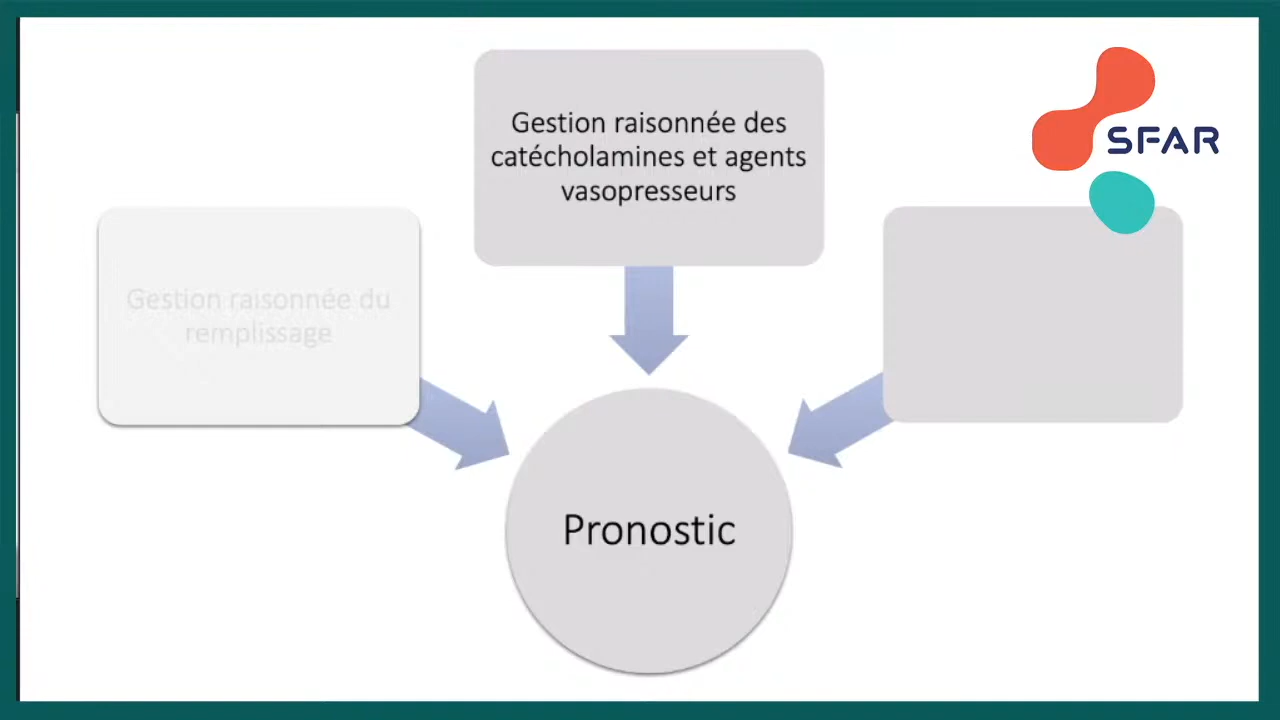 Gestion raisonnée des
catécholamines et agents
vasopresseurs
SFAR
Gestion raisonnée du
remplissage
Pronostic